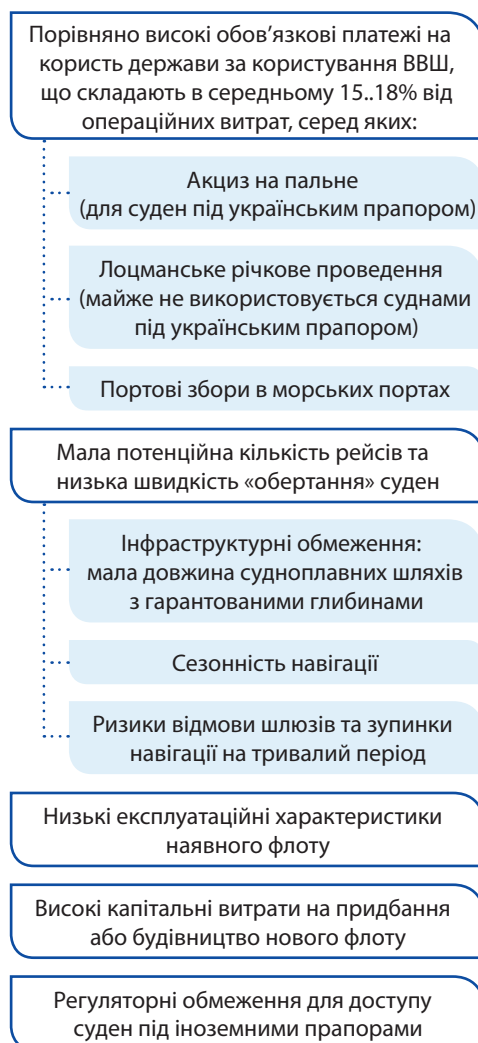 Порівняно високі обов’язкові платежі на
користь держави за користування ВВШ,
що складають в середньому 15..18% від
операційних витрат, серед яких:
Акциз на пальне
(для суден під українським прапором)
Лоцманське річкове проведення
(майже не використовується суднами
під українським прапором)
Портові збори в морських портах
Мала потенційна кількість рейсів та
низька швидкість «обертання» суден
Інфраструктурні обмеження:
мала довжина судноплавних шляхів
з гарантованими глибинами
Сезонність навігації
Ризики відмови шлюзів та зупинки
навігації на тривалий період
Низькі експлуатаційні характеристики
наявного флоту
Високі капітальні витрати на придбання
або будівництво нового флоту
Регуляторні обмеження для доступу
суден під іноземними прапорами